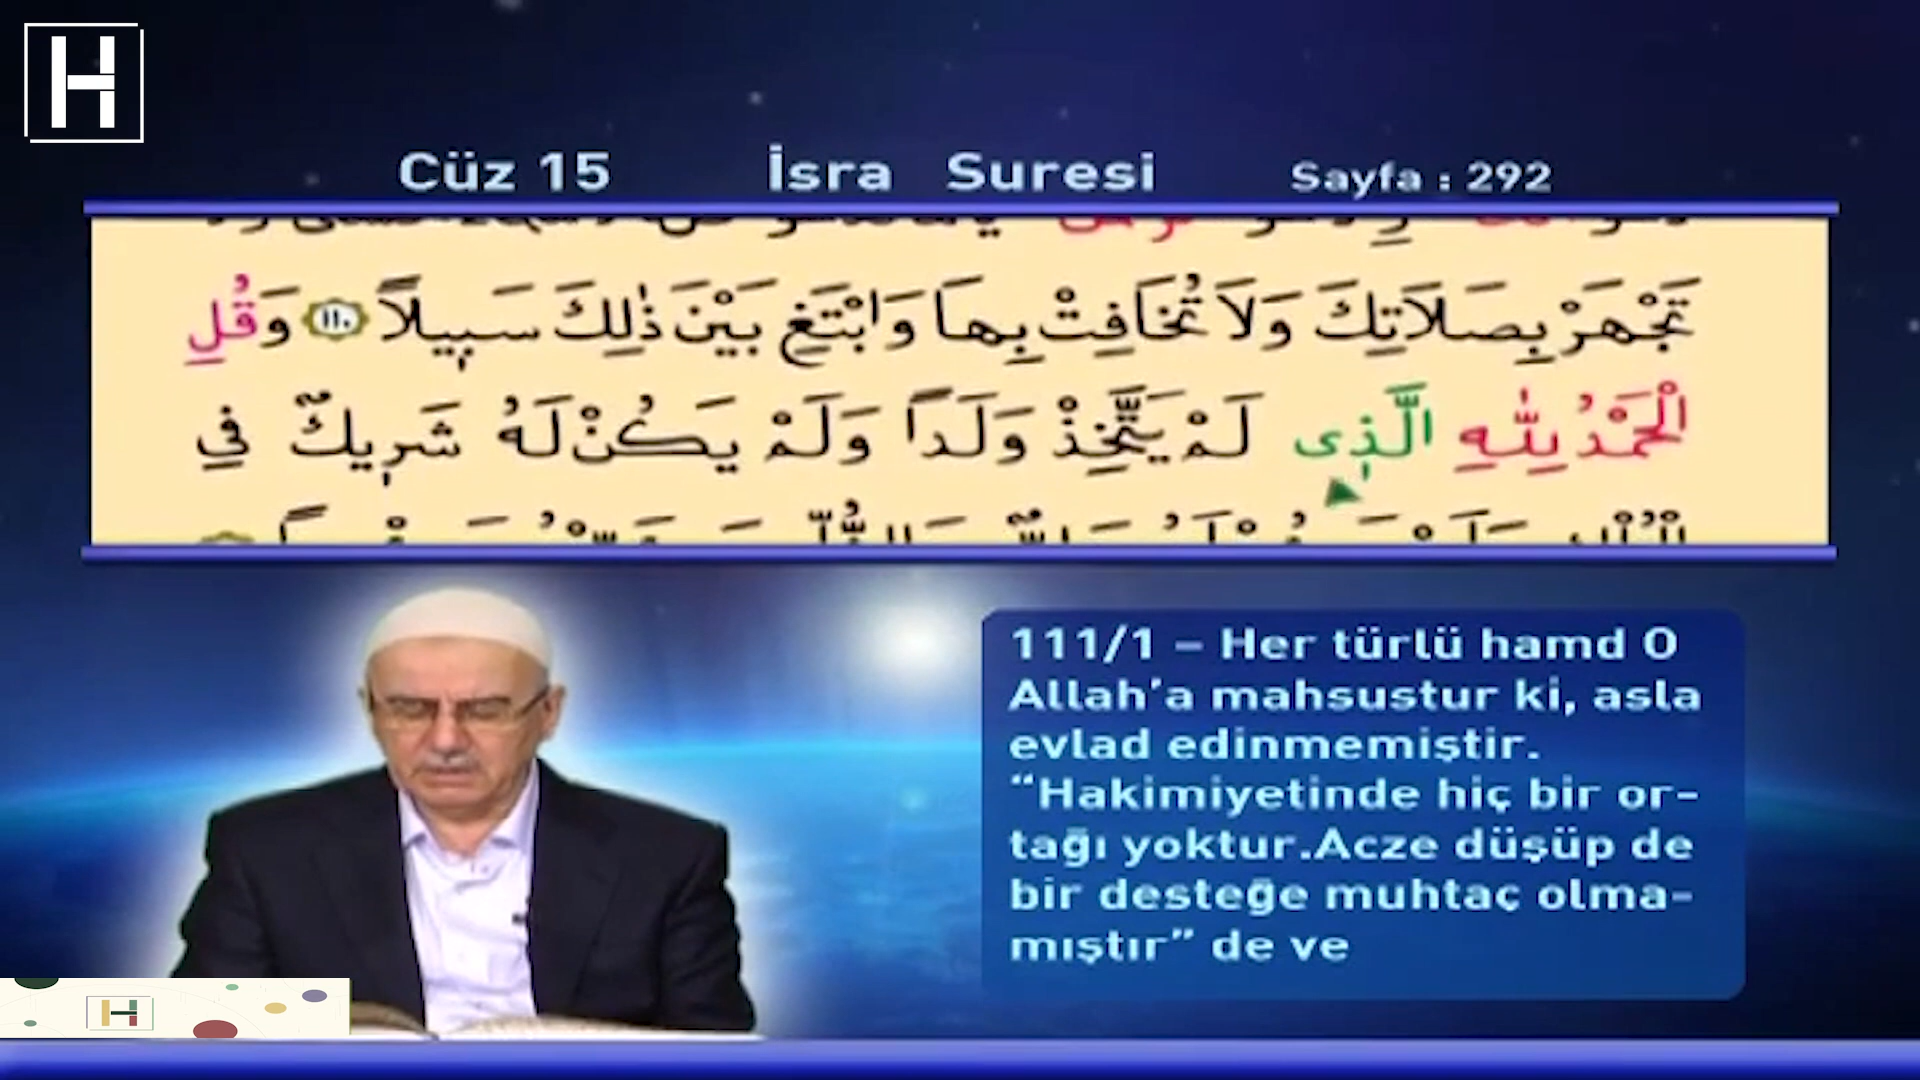 H
Cüz 15 İsra Suresi Sayfa : 292
تَجْهَرْ بِصَلَاتِكَ وَلَا تُخَافِتْ بِهَا وَابْتَغِ بَيْنَ ذٰلِكَ سَبٖيلاً ﴿١١٠﴾ وَقُلِ
الْحَمْدُ لِلّٰهِ الَّذٖى لَمْ يَتَّخِذْ وَلَداً وَلَمْ يَكُنْ لَهُ شَرٖيكٌ فِي
111/1 – Her türlü hamd O
Allah’a mahsustur ki, asla
evlad edinmemiştir.
“Hakimiyetinde hiç bir or-
tağı yoktur.Acze düşüp de
bir desteğe muhtaç olma-
mıştır” de ve
H